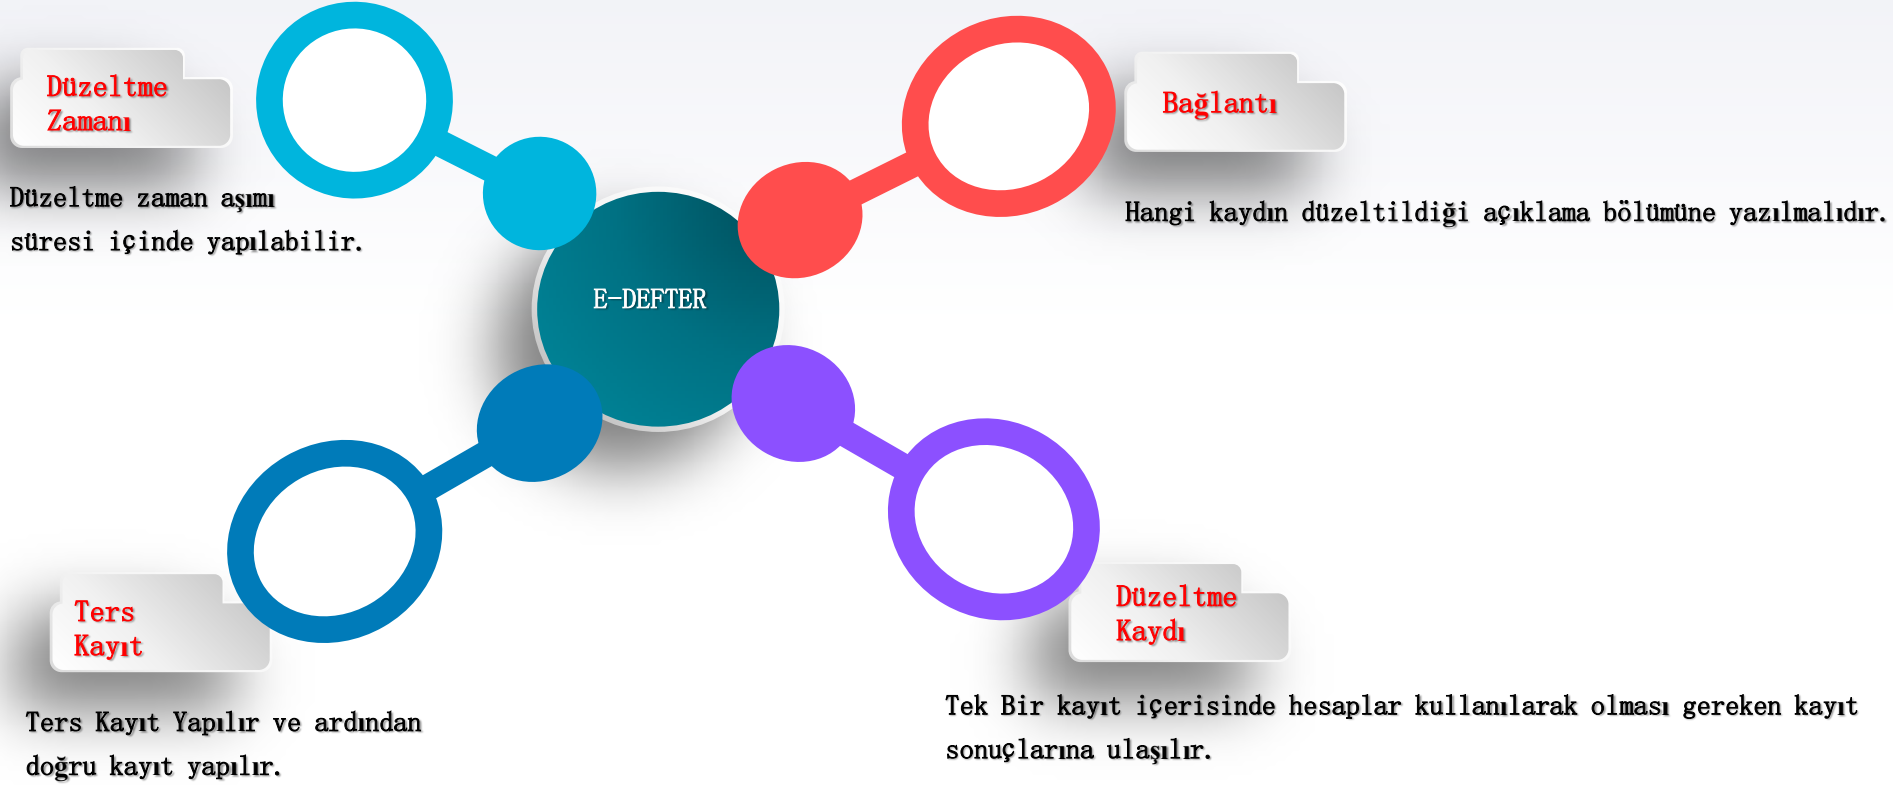 Düzeltme
Zamanı
Düzeltme zaman aşımı
süresi içinde yapılabilir.
Bağlantı
Hangi kaydın düzeltildiği açıklama bölümüne yazılmalıdır.
E-DEFTER
Ters
Kayıt
Ters Kayıt Yapılır ve ardından
doğru kayıt yapılır.
Düzeltme
Kaydı
Tek Bir kayıt içerisinde hesaplar kullanılarak olması gereken kayıt
sonuçlarına ulaşılır.